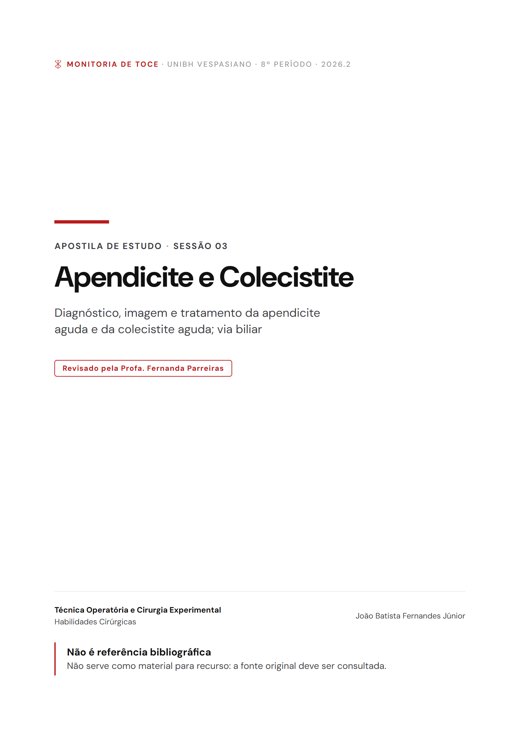 MONITORIA DE TOCE · UNIBH VESPASIANO · 8º PERÍODO · 2026.2
APOSTILA DE ESTUDO · SESSÃO 03
Apendicite e Colecistite
Diagnóstico, imagem e tratamento da apendicite
aguda e da colecistite aguda; via biliar
Revisado pela Profa. Fernanda Parreiras
Técnica Operatória e Cirurgia Experimental
Habilidades Cirúrgicas
João Batista Fernandes Júnior
Não é referência bibliográfica
Não serve como material para recurso: a fonte original deve ser consultada.